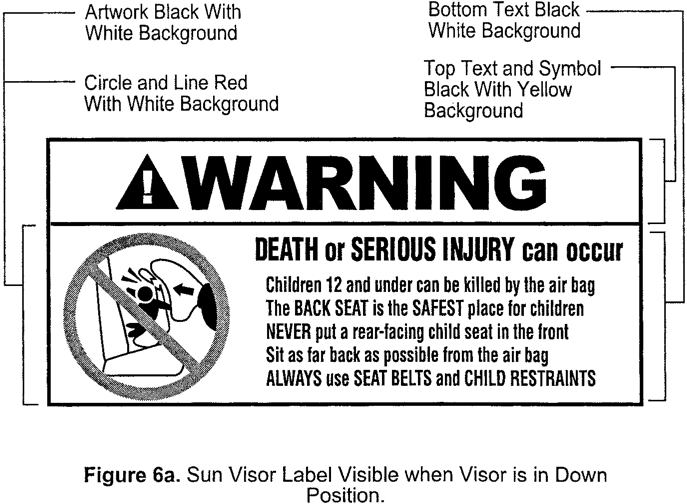 Artwork Black With
White Background
Circle and Line Red
With White Background
Bottom Text Black
White Background
Top Text and Symbol
Black With Yellow
Background
WARNING
DEATH or SERIOUS INJURY can occur
Children 12 and under can be killed by the air bag
The BACK SEAT is the SAFEST place for children
NEVER put a rear-facing child seat in the front
Sit as far back as possible from the air bag
ALWAYS use SEAT BELTS and CHILD RESTRAINTS
Figure 6a. Sun Visor Label Visible when Visor is in Down
Position.